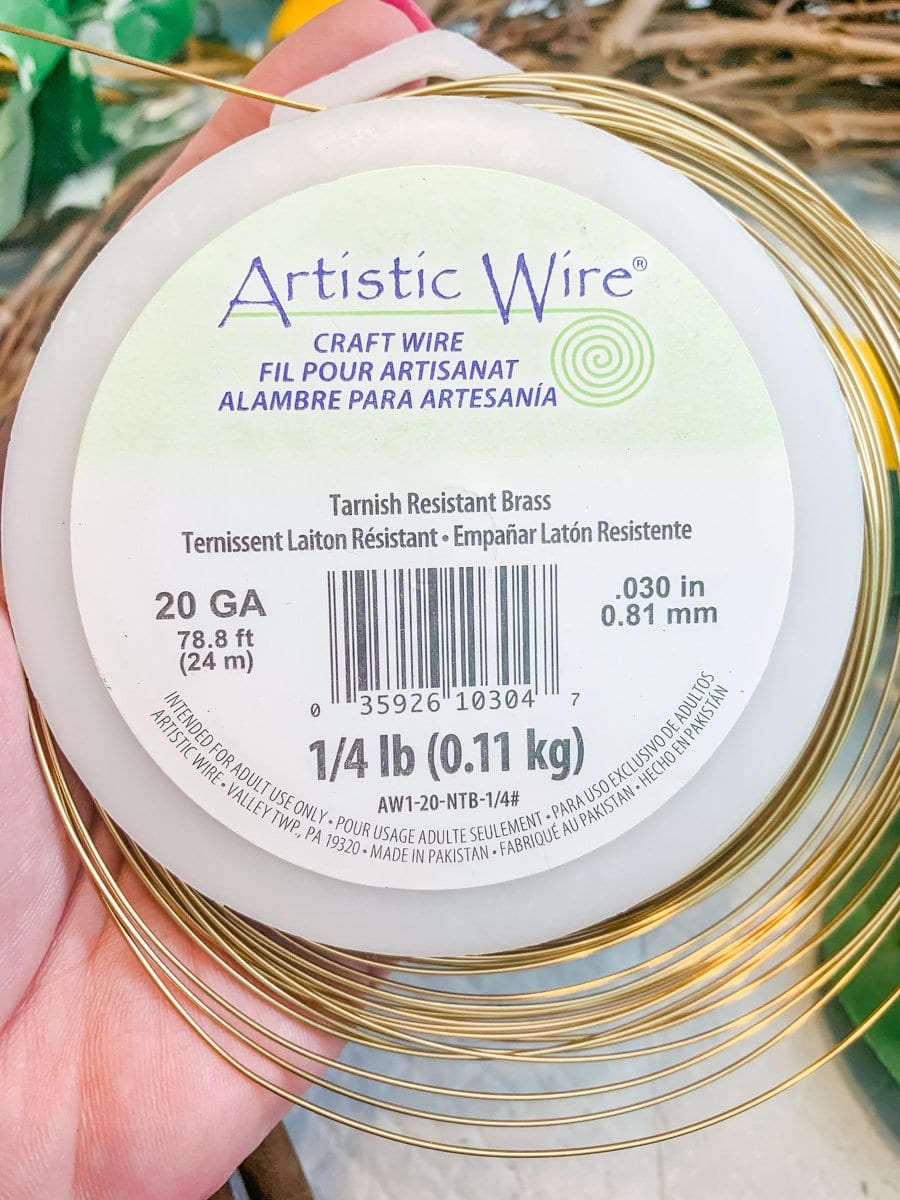 Artistic Wire®
CRAFT WIRE
FIL POUR ARTISANAT
ALAMBRE PARA ARTESANÍA
Tarnish Resistant Brass
Ternissent Laiton Résistant • Empañar Latón Resistente
20 GA
78.8 ft
(24 m)
.030 in
0.81 mm
0 35926 10304 7
1/4 lb (0.11 kg)
AW1-20-NTB-1/4#
INTENDED FOR ADULT USE ONLY • POUR USAGE ADULTE SEULEMENT • PARA USO EXCLUSIVO DE ADULTOS
ARTISTIC WIRE • VALLEY TWP., PA 19320 • MADE IN PAKISTAN • FABRIQUÉ AU PAKISTAN • HECHO EN PAKISTÁN